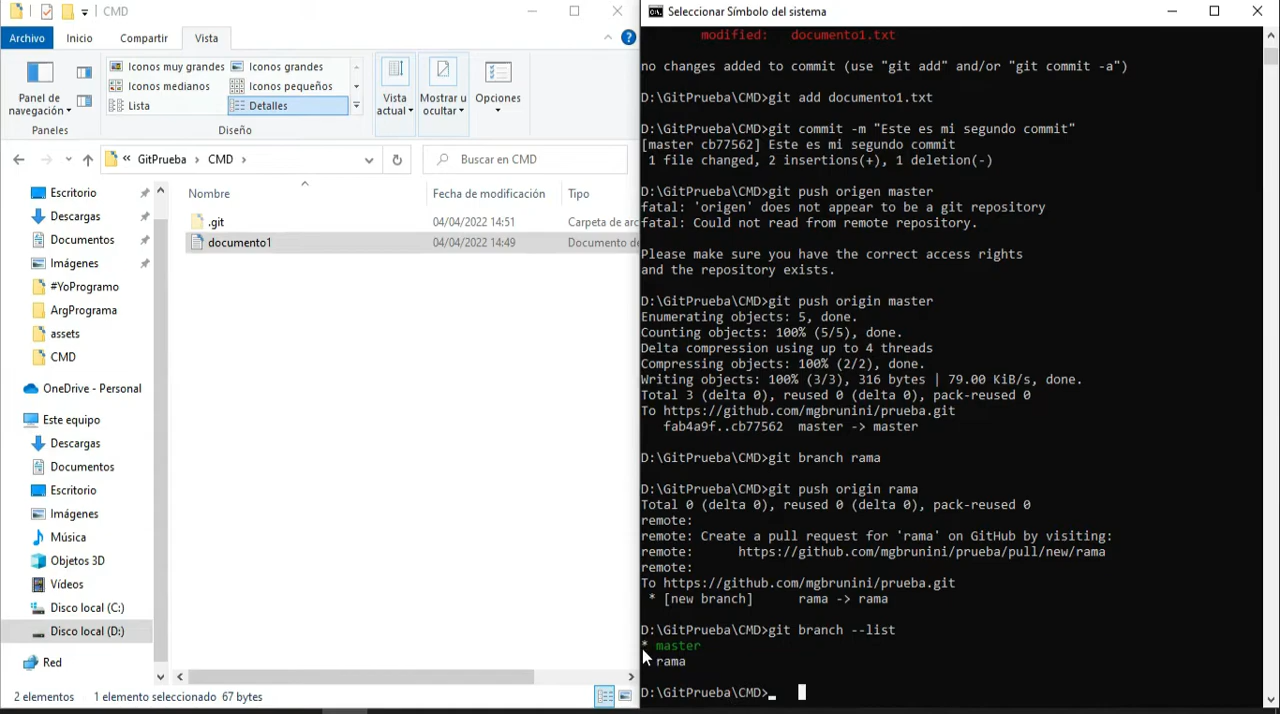 CMD
Archivo
Inicio
Compartir
Vista
Panel de navegación
Paneles
Iconos muy grandes
Iconos grandes
Iconos medianos
Iconos pequeños
Lista
Detalles
Diseño
Vista actual
Mostrar u ocultar
Opciones
« GitPrueba > CMD >
Buscar en CMD
Escritorio
Descargas
Documentos
Imágenes
#YoProgramo
ArgPrograma
assets
CMD
OneDrive - Personal
Este equipo
Descargas
Documentos
Escritorio
Imágenes
Música
Objetos 3D
Vídeos
Disco local (C:)
Disco local (D:)
Red
Nombre Fecha de modificación Tipo
.git 04/04/2022 14:51 Carpeta de arc
documento1 04/04/2022 14:49 Documento de
2 elementos 1 elemento seleccionado 67 bytes
Seleccionar Símbolo del sistema
modified: documento1.txt
no changes added to commit (use "git add" and/or "git commit -a")
D:\GitPrueba\CMD>git add documento1.txt
D:\GitPrueba\CMD>git commit -m "Este es mi segundo commit"
[master cb77562] Este es mi segundo commit
1 file changed, 2 insertions(+), 1 deletion(-)
D:\GitPrueba\CMD>git push origen master
fatal: 'origen' does not appear to be a git repository
fatal: Could not read from remote repository.
Please make sure you have the correct access rights
and the repository exists.
D:\GitPrueba\CMD>git push origin master
Enumerating objects: 5, done.
Counting objects: 100% (5/5), done.
Delta compression using up to 4 threads
Compressing objects: 100% (2/2), done.
Writing objects: 100% (3/3), 316 bytes | 79.00 KiB/s, done.
Total 3 (delta 0), reused 0 (delta 0), pack-reused 0
To https://github.com/mgbrunini/prueba.git
fab4a9f..cb77562 master -> master
D:\GitPrueba\CMD>git branch rama
D:\GitPrueba\CMD>git push origin rama
Total 0 (delta 0), reused 0 (delta 0), pack-reused 0
remote:
remote: Create a pull request for 'rama' on GitHub by visiting:
remote: https://github.com/mgbrunini/prueba/pull/new/rama
remote:
To https://github.com/mgbrunini/prueba.git
* [new branch] rama -> rama
D:\GitPrueba\CMD>git branch --list
* master
rama
D:\GitPrueba\CMD>_